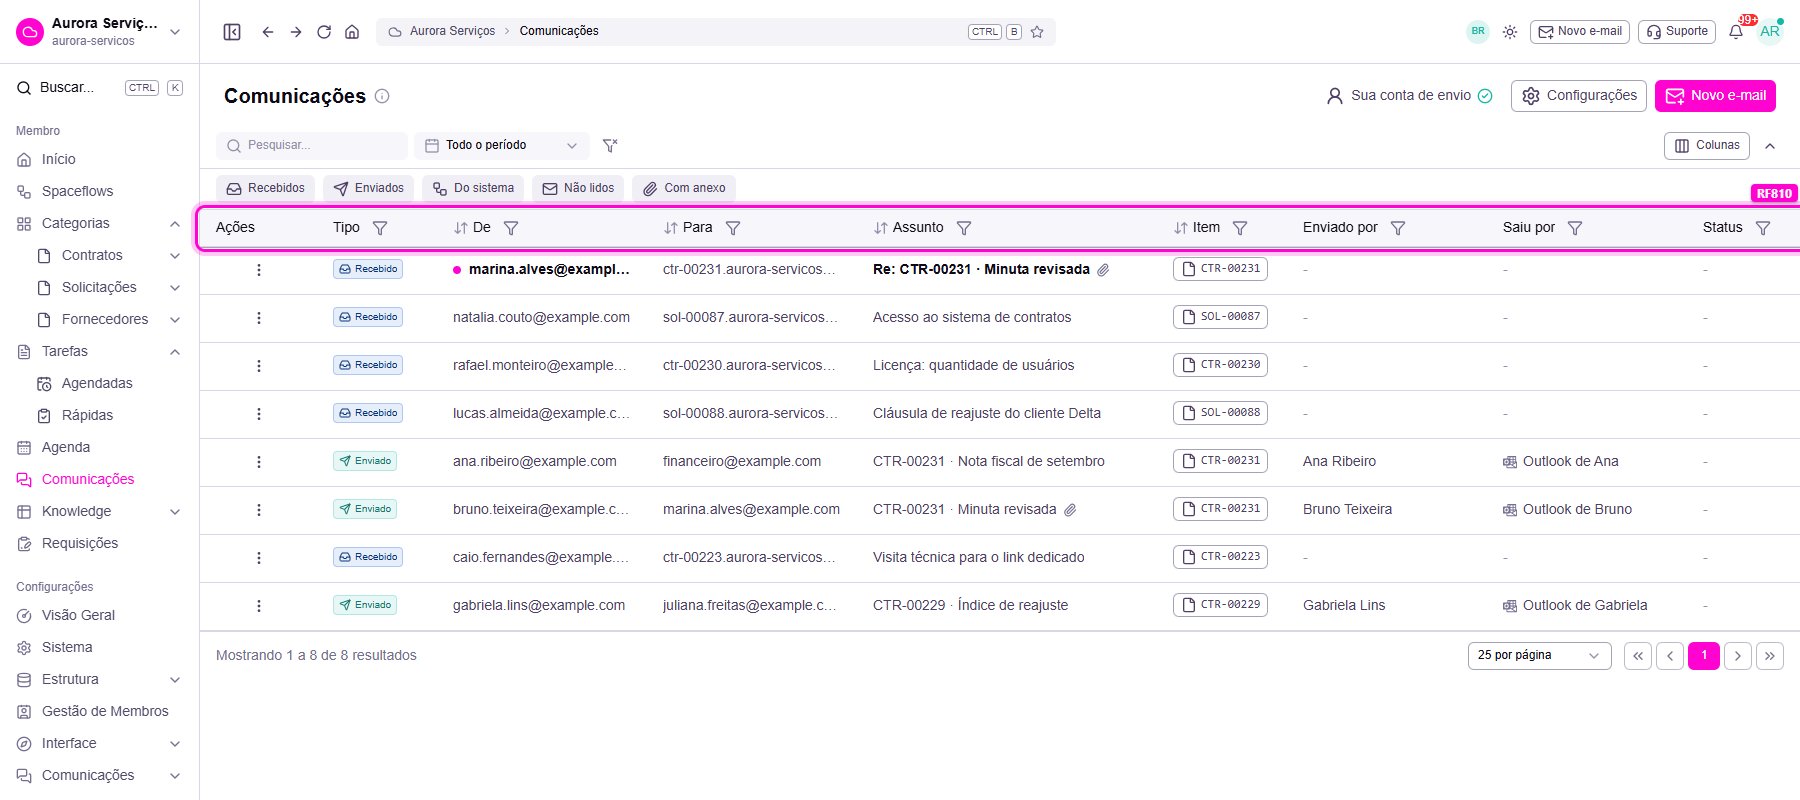 Aurora Serviç...
aurora-servicos
Aurora Serviços > Comunicações
CTRL B
BR
Novo e-mail
Suporte
99+
AR
Buscar...
CTRL K
Membro
Início
Spaceflows
Categorias
Contratos
Solicitações
Fornecedores
Tarefas
Agendadas
Rápidas
Agenda
Comunicações
Knowledge
Requisições
Configurações
Visão Geral
Sistema
Estrutura
Gestão de Membros
Interface
Comunicações
Comunicações
Sua conta de envio
Configurações
Novo e-mail
Pesquisar...
Todo o período
Colunas
Recebidos Enviados Do sistema Não lidos Com anexo
RF810
Ações Tipo De Para Assunto Item Enviado por Saiu por Status
Recebido marina.alves@exampl... ctr-00231.aurora-servicos... Re: CTR-00231 · Minuta revisada CTR-00231 - - -
Recebido natalia.couto@example.com sol-00087.aurora-servicos... Acesso ao sistema de contratos SOL-00087 - - -
Recebido rafael.monteiro@example... ctr-00230.aurora-servicos... Licença: quantidade de usuários CTR-00230 - - -
Recebido lucas.almeida@example.c... sol-00088.aurora-servicos... Cláusula de reajuste do cliente Delta SOL-00088 - - -
Enviado ana.ribeiro@example.com financeiro@example.com CTR-00231 · Nota fiscal de setembro CTR-00231 Ana Ribeiro Outlook de Ana -
Enviado bruno.teixeira@example.c... marina.alves@example.com CTR-00231 · Minuta revisada CTR-00231 Bruno Teixeira Outlook de Bruno -
Recebido caio.fernandes@example.... ctr-00223.aurora-servicos... Visita técnica para o link dedicado CTR-00223 - - -
Enviado gabriela.lins@example.com juliana.freitas@example.c... CTR-00229 · Índice de reajuste CTR-00229 Gabriela Lins Outlook de Gabriela -
Mostrando 1 a 8 de 8 resultados
25 por página
1